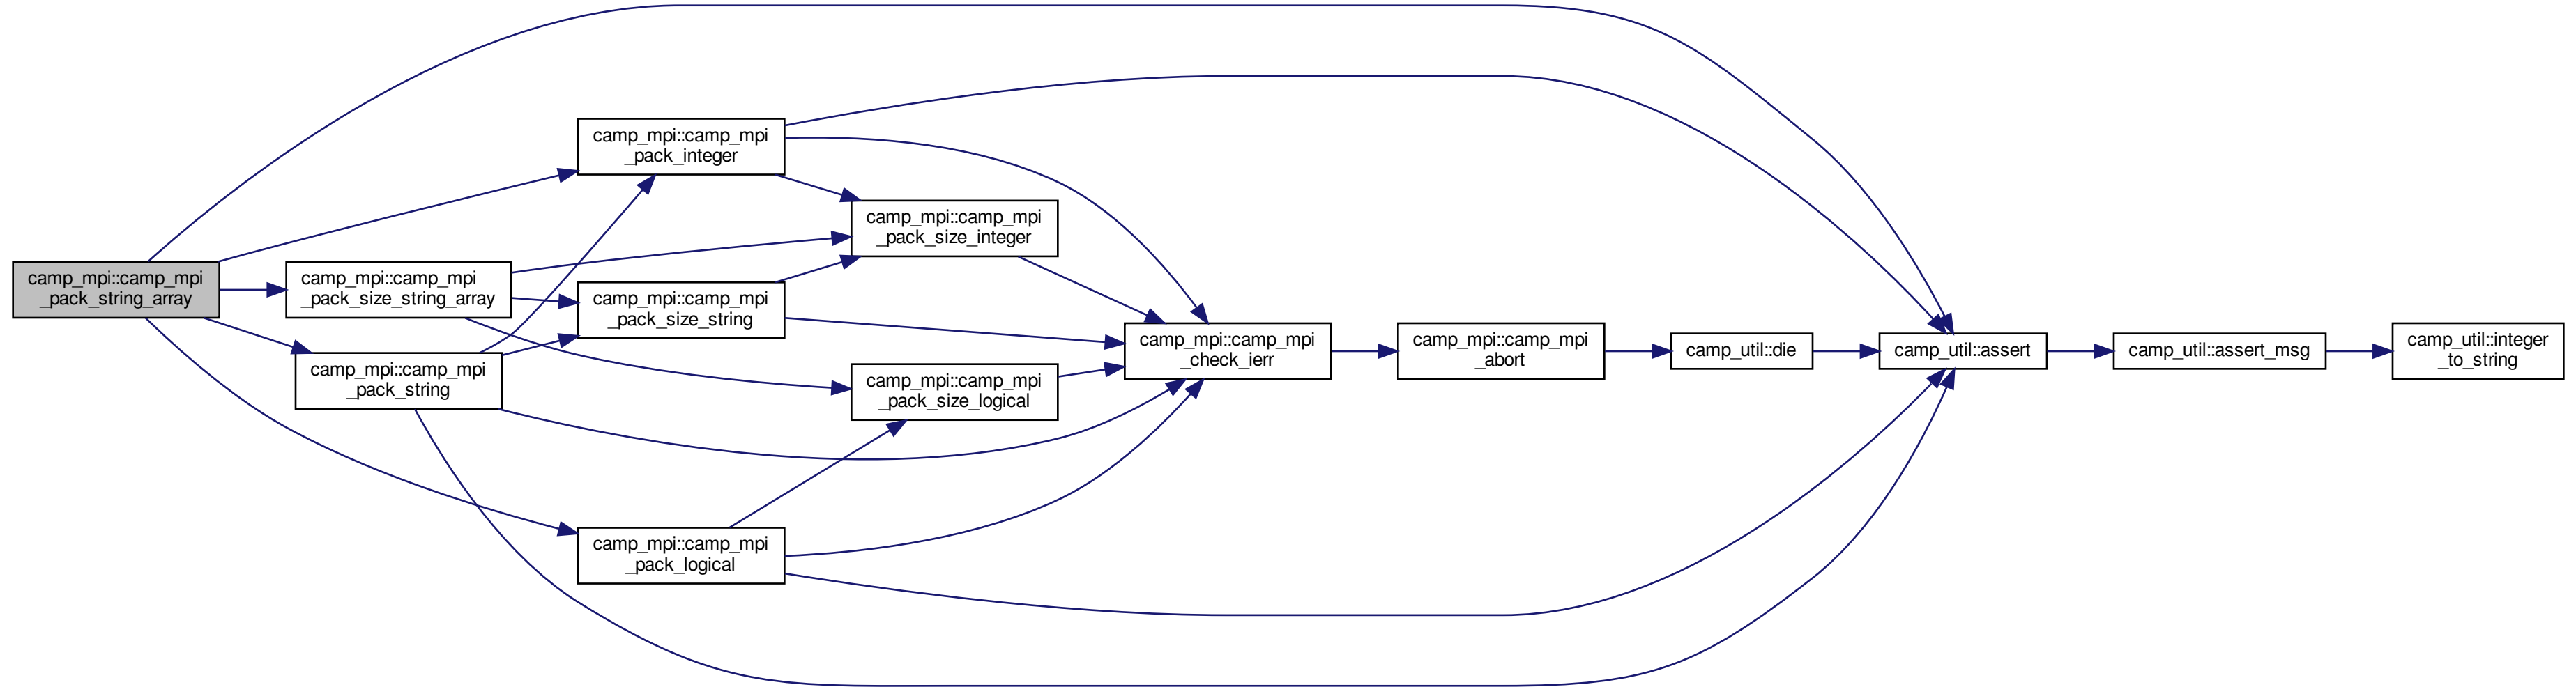 camp_mpi::camp_mpi
_pack_string_array
camp_mpi::camp_mpi
_pack_size_string_array
camp_mpi::camp_mpi
_pack_string
camp_mpi::camp_mpi
_pack_integer
camp_mpi::camp_mpi
_pack_size_string
camp_mpi::camp_mpi
_pack_logical
camp_mpi::camp_mpi
_pack_size_integer
camp_mpi::camp_mpi
_pack_size_logical
camp_mpi::camp_mpi
_check_ierr
camp_mpi::camp_mpi
_abort
camp_util::die
camp_util::assert
camp_util::assert_msg
camp_util::integer
_to_string